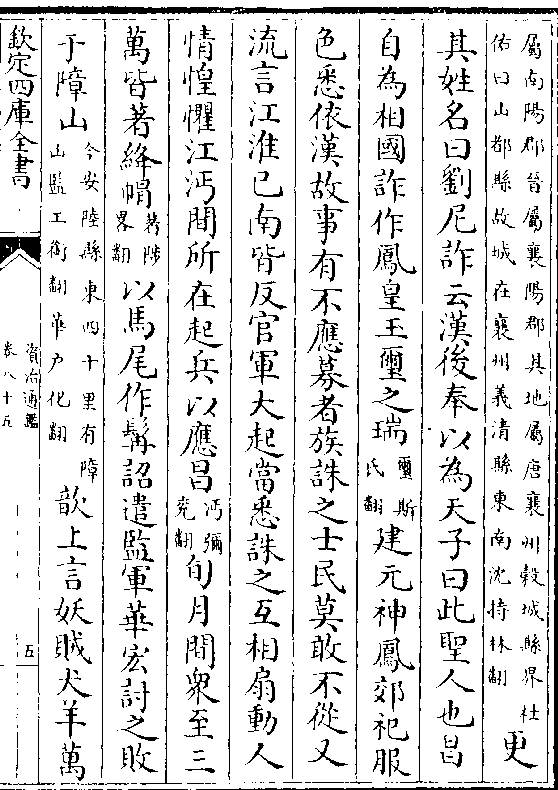 屬南陽郡晉屬襄陽郡其地屬唐襄州穀城縣界杜
佑曰山都縣故城在襄州義清縣東南沈持林翻
更
其姓名曰劉尼詐云漢後奉以為天子曰此聖人也昌
自為相國詐作鳳皇玉璽之瑞璽斯氏翻建元神鳳郊祀服
色悉依漢故事有不應募者族誅之士民莫敢不從又
流言江淮已南皆反官軍大起當悉誅之互相扇動人
情惶懼江沔間所在起兵以應昌沔彌兖翻旬月間衆至三
萬皆著絳帽著陟畧翻以馬尾作髯詔遣監軍華宏討之敗
于障山今安陸縣東四十里有障山監工銜翻華户化翻歆上言妖賊犬羊萬
欽定四庫全書
資治通鑑
卷八十五
五